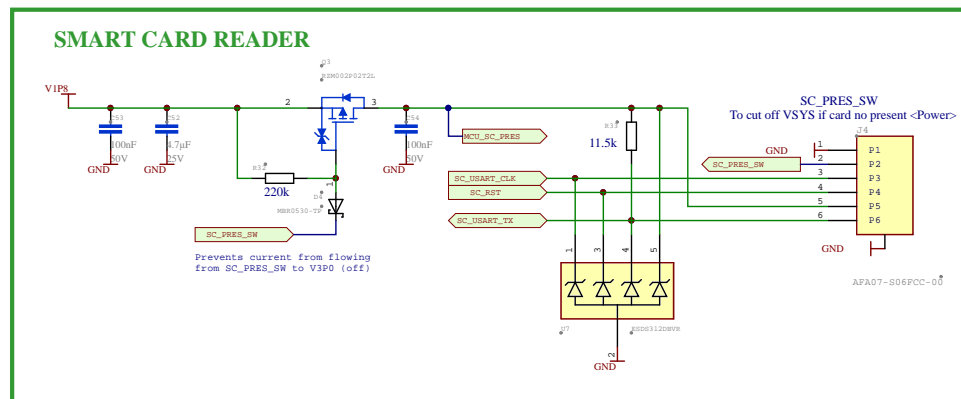 SMART CARD READER
D3
RZM002P02T2L
V1P8
2
3
C53
100nF
50V
GND
C52
4.7µF
25V
GND
C54
100nF
50V
GND
MCU_SC_PRES
R33
11.5k
SC_PRES_SW
To cut off VSYS if card no present <Power>
J4
GND
1
P1
SC_PRES_SW
2
P2
SC_USART_CLK
3
P3
SC_RST
4
P4
5
P5
SC_USART_TX
6
P6
GND
AFA07-S06FCC-00
R32
220k
1
D4
MBR0530-TP
SC_PRES_SW
Prevents current from flowing
from SC_PRES_SW to V3P0 (off)
1
3
4
5
U7
ESDS312DBVR
2
GND